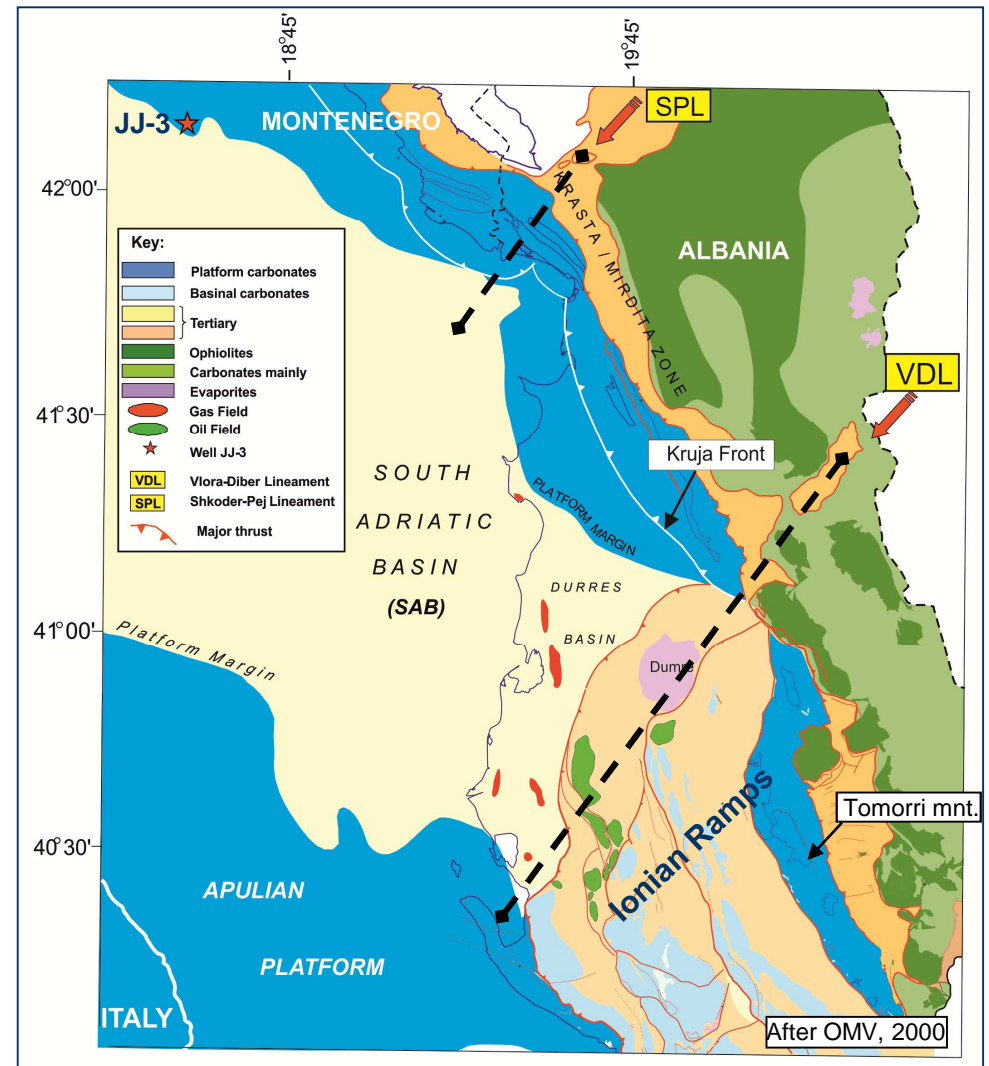 18°45'
19°45'
SPL
JJ-3
MONTENEGRO
42°00'
KRASTA / MIRDITA ZONE
ALBANIA
Key:
Platform carbonates
Basinal carbonates
Tertiary
Ophiolites
Carbonates mainly
Evaporites
Gas Field
Oil Field
Well JJ-3
VDL Vlora-Diber Lineament
SPL Shkoder-Pej Lineament
Major thrust
VDL
41°30'
Kruja Front
SOUTH
ADRIATIC
BASIN
(SAB)
PLATFORM MARGIN
DURRES
BASIN
41°00'
Platform Margin
Dumre
Ionian Ramps
Tomorri mnt.
40°30'
APULIAN
PLATFORM
ITALY
After OMV, 2000